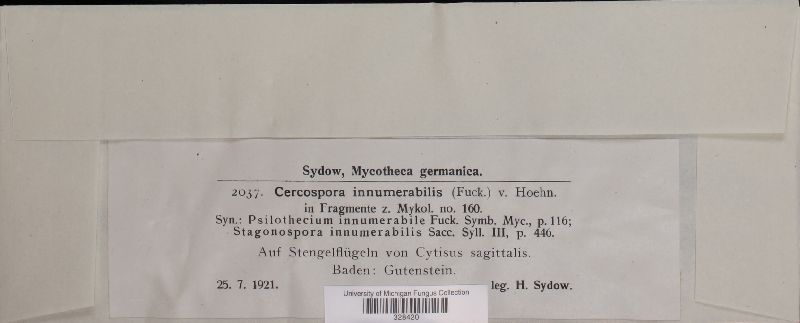 Sydow, Mycotheca germanica.
2037. Cercospora innumerabilis (Fuck.) v. Hoehn.
in Fragmente z. Mykol. no. 160.
Syn.: Psilothecium innumerabile Fuck. Symb. Myc., p. 116;
Stagonospora innumerabilis Sacc. Syll. III, p. 446.
Auf Stengelflügeln von Cytisus sagittalis.
Baden: Gutenstein.
25. 7. 1921. leg. H. Sydow.
University of Michigan Fungus Collection
328420